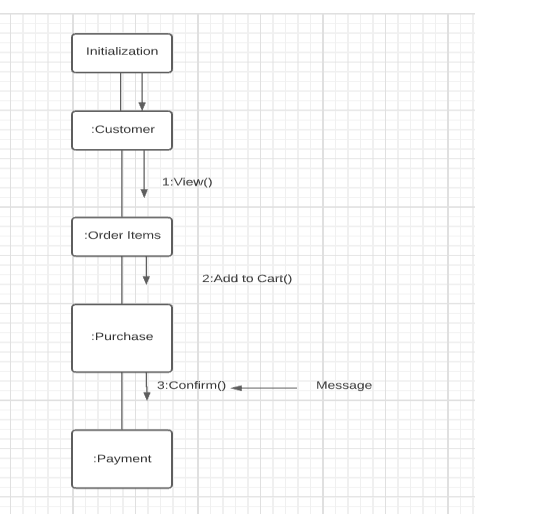 Initialization
:Customer
1:View()
:Order Items
2:Add to Cart()
:Purchase
3:Confirm() Message
:Payment